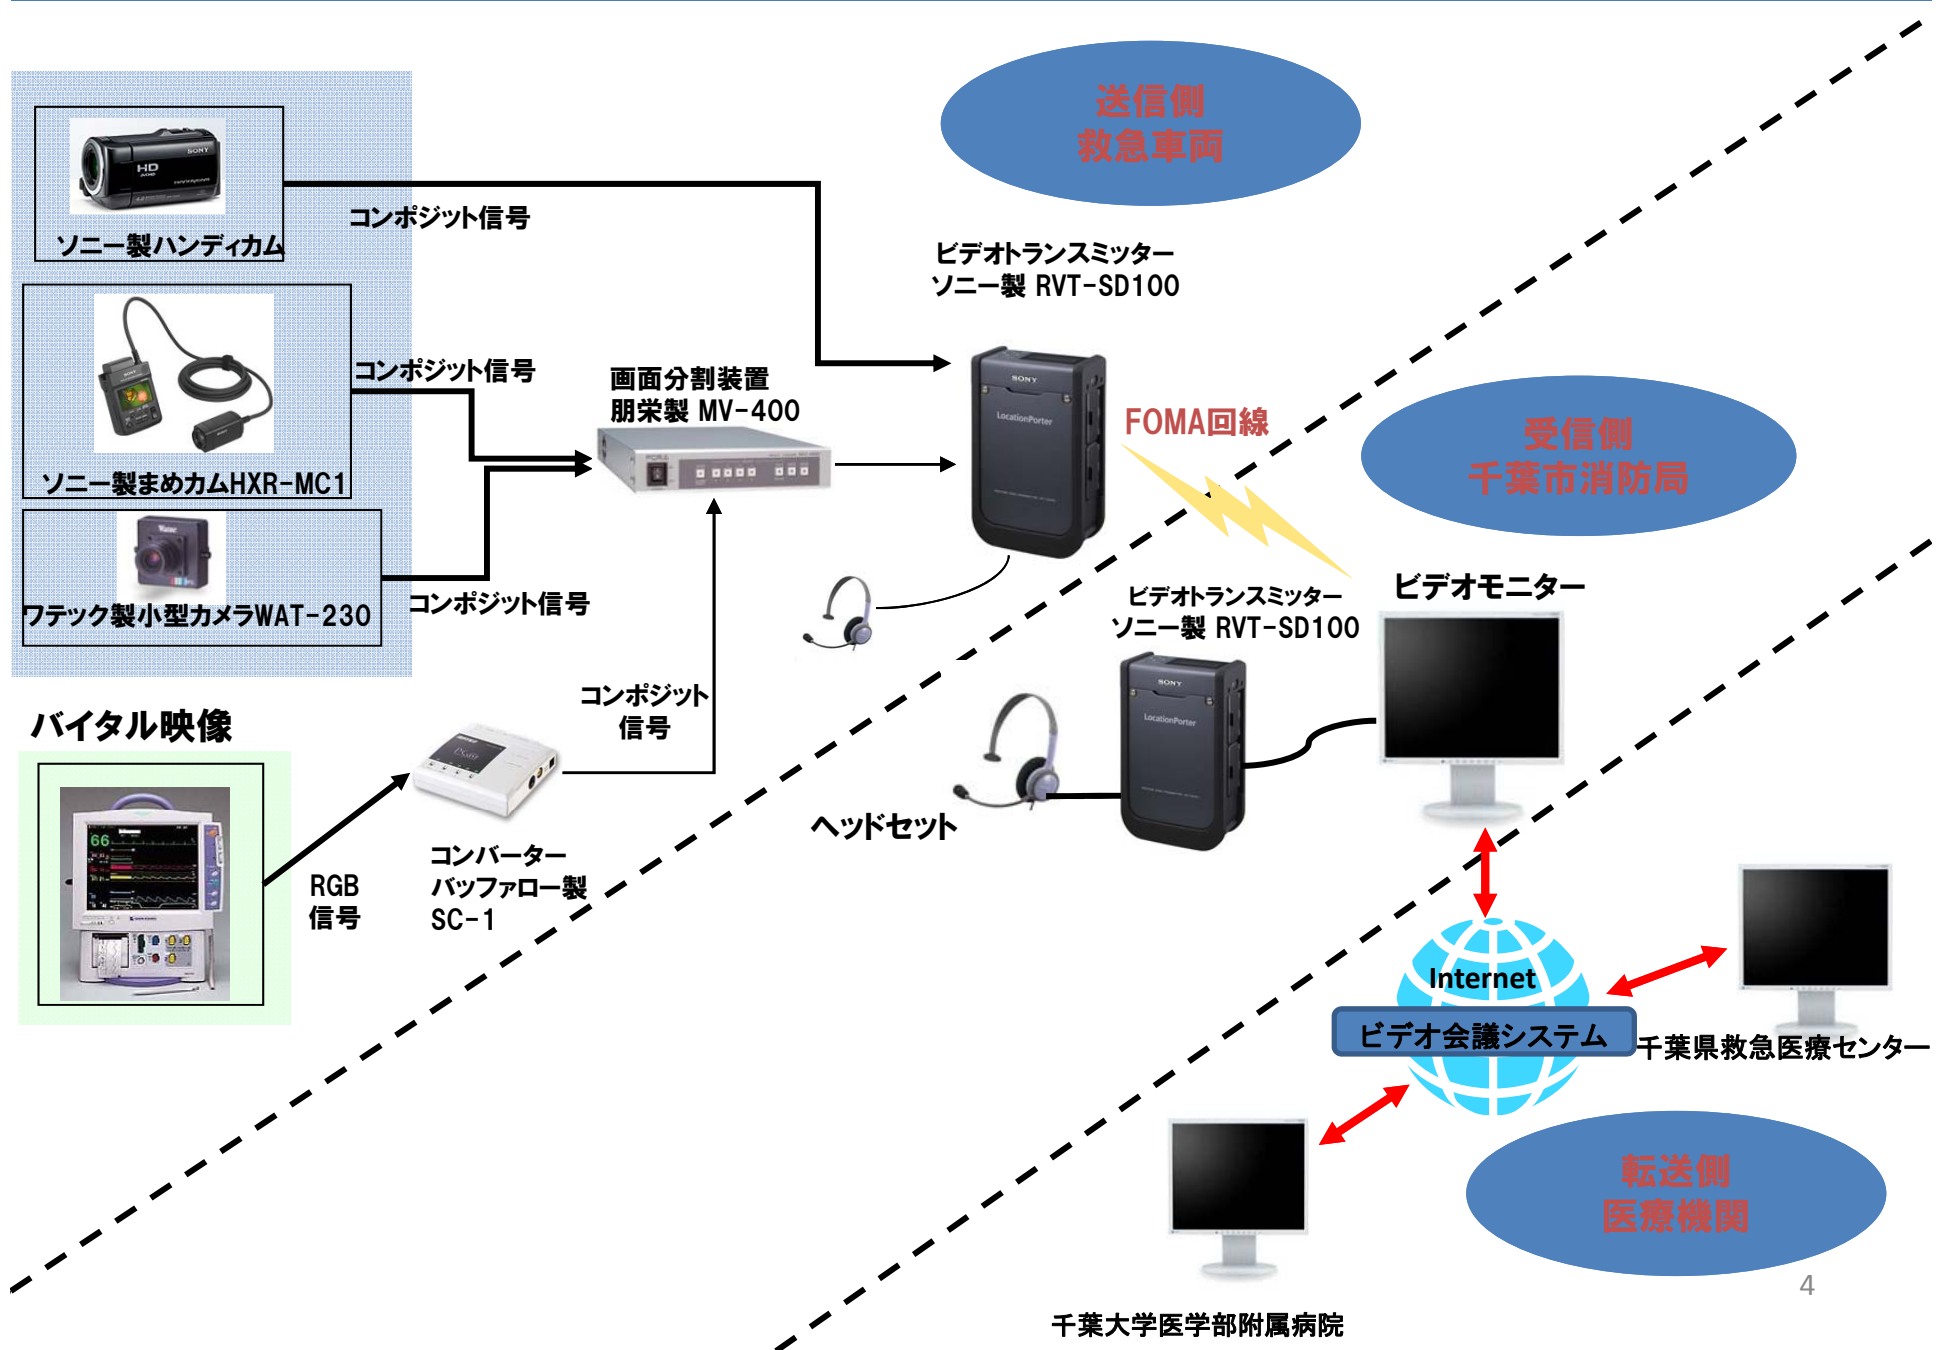 送信側
救急車両
SONY
HD
コンポジット信号
ソニー製ハンディカム
ビデオトランスミッター
ソニー製 RVT-SD100
コンポジット信号
画面分割装置
朋栄製 MV-400
SONY
LocationPorter
FOMA回線
受信側
千葉市消防局
ソニー製まめカムHXR-MC1
ワテック製小型カメラWAT-230
コンポジット信号
ビデオトランスミッター
ソニー製 RVT-SD100
ビデオモニター
バイタル映像
コンポジット
信号
SONY
LocationPorter
ヘッドセット
66
RGB
信号
コンバーター
バッファロー製
SC-1
Internet
ビデオ会議システム
千葉県救急医療センター
転送側
医療機関
千葉大学医学部附属病院
4